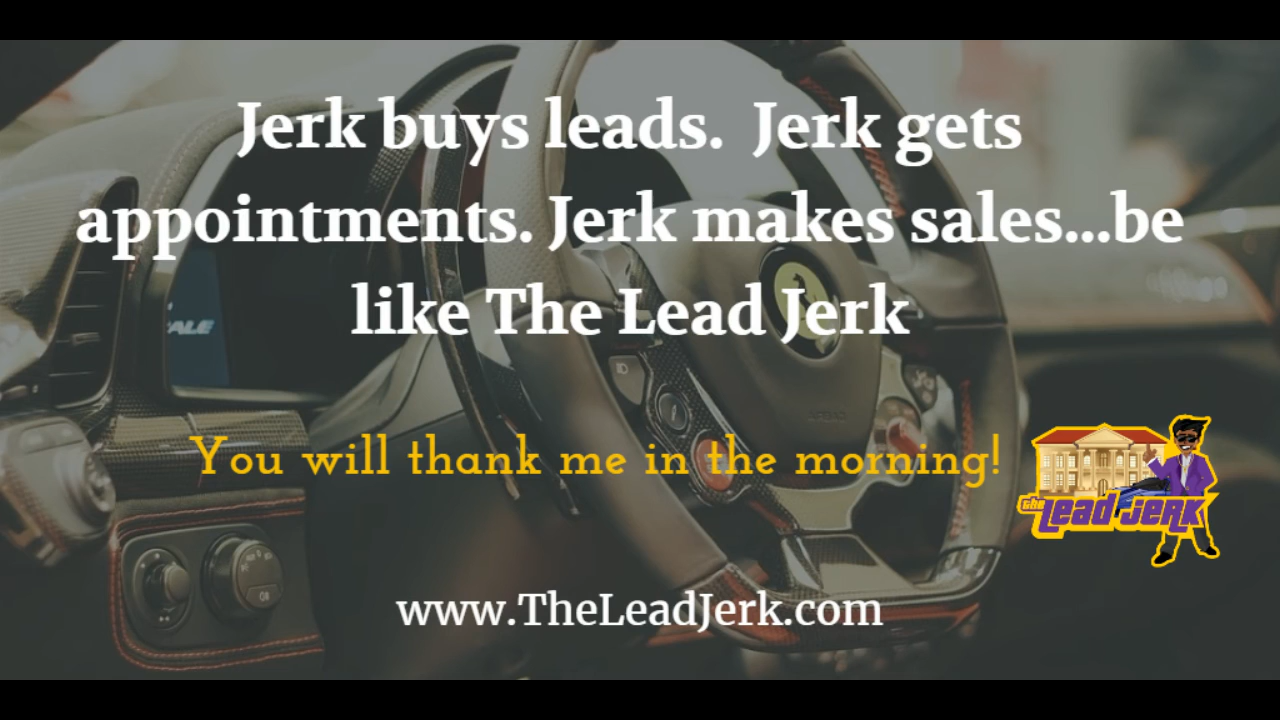 Jerk buys leads.  Jerk gets
appointments. Jerk makes sales...be
like The Lead Jerk
You will thank me in the morning!
the Lead Jerk
www.TheLeadJerk.com
ALE